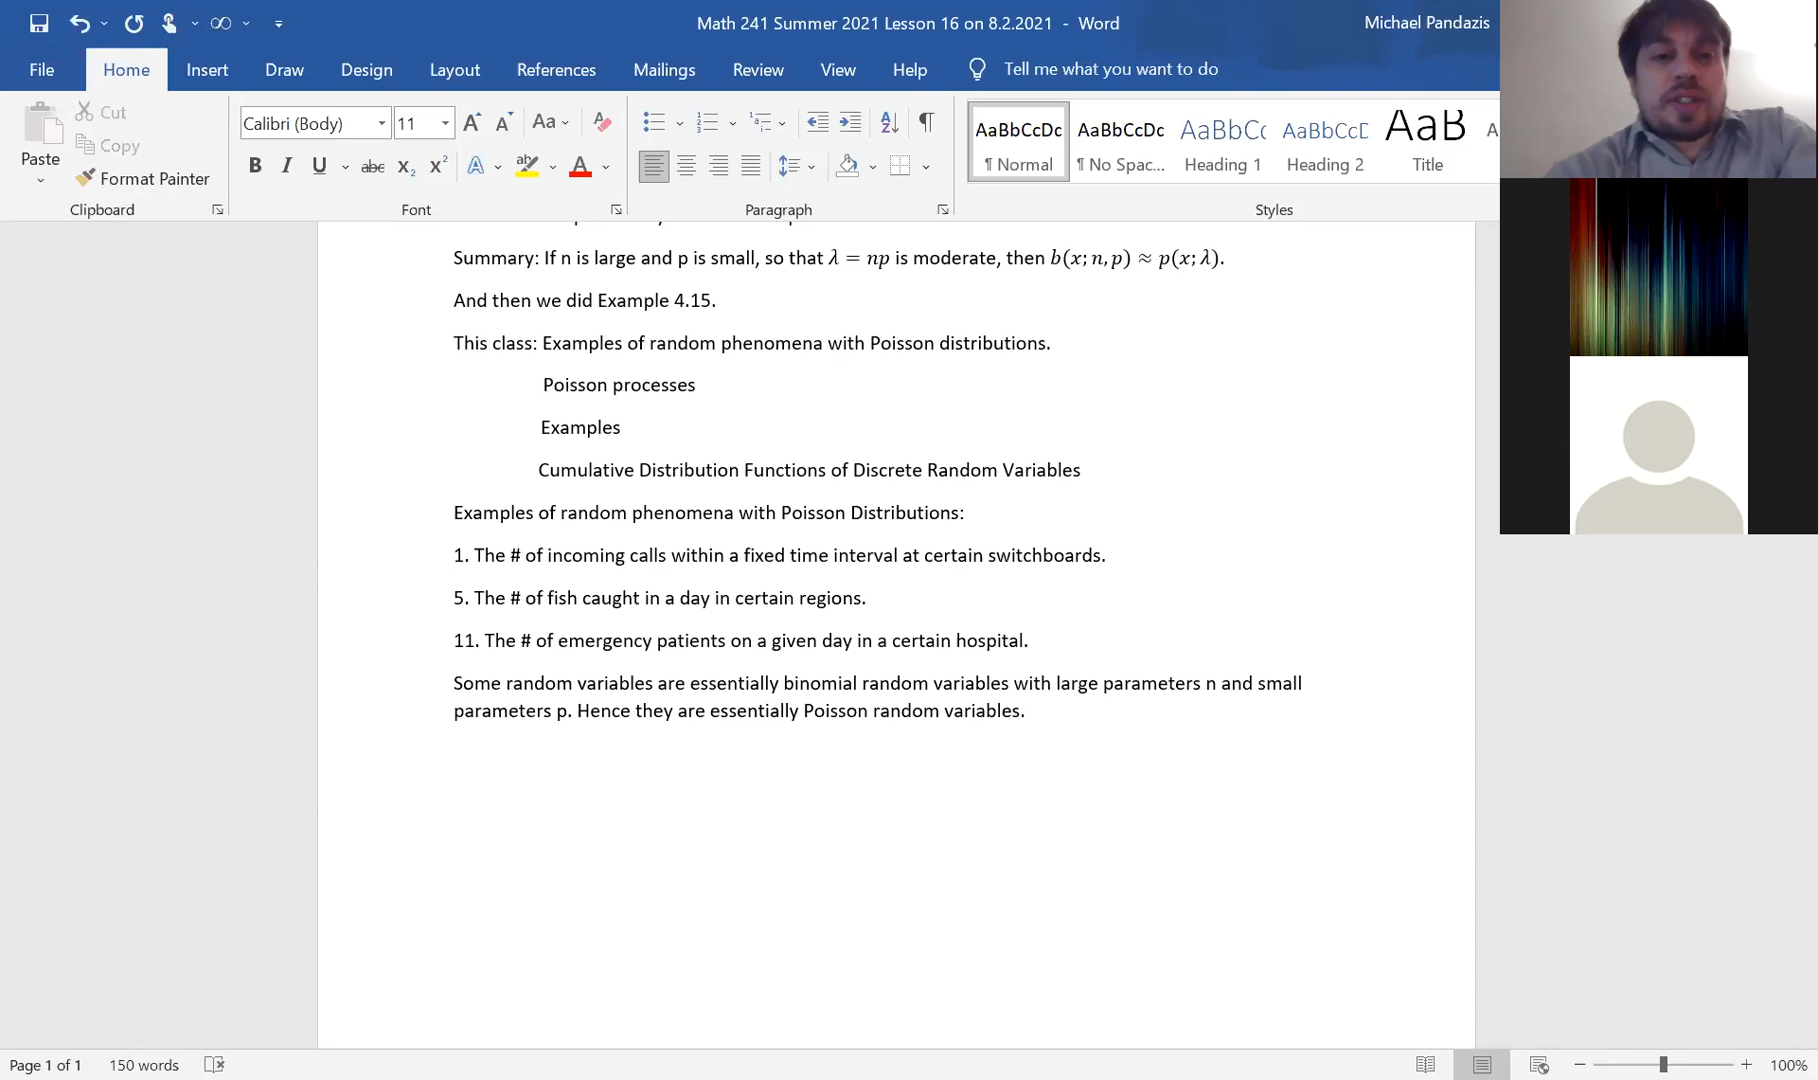 Math 241 Summer 2021 Lesson 16 on 8.2.2021 - Word
Michael Pandazis
File Home Insert Draw Design Layout References Mailings Review View Help Tell me what you want to do
Paste
Cut
Copy
Format Painter
Clipboard
Calibri (Body) 11 Aa
B I U abc x₂ x² A ab A
Font
Paragraph
AaBbCcDc AaBbCcDc AaBbCc AaBbCcD AaB A
¶ Normal ¶ No Spac... Heading 1 Heading 2 Title
Styles
Summary: If n is large and p is small, so that λ = np is moderate, then b(x; n, p) ≈ p(x; λ).
And then we did Example 4.15.
This class: Examples of random phenomena with Poisson distributions.
Poisson processes
Examples
Cumulative Distribution Functions of Discrete Random Variables
Examples of random phenomena with Poisson Distributions:
1. The # of incoming calls within a fixed time interval at certain switchboards.
5. The # of fish caught in a day in certain regions.
11. The # of emergency patients on a given day in a certain hospital.
Some random variables are essentially binomial random variables with large parameters n and small
parameters p. Hence they are essentially Poisson random variables.
Page 1 of 1 150 words 100%